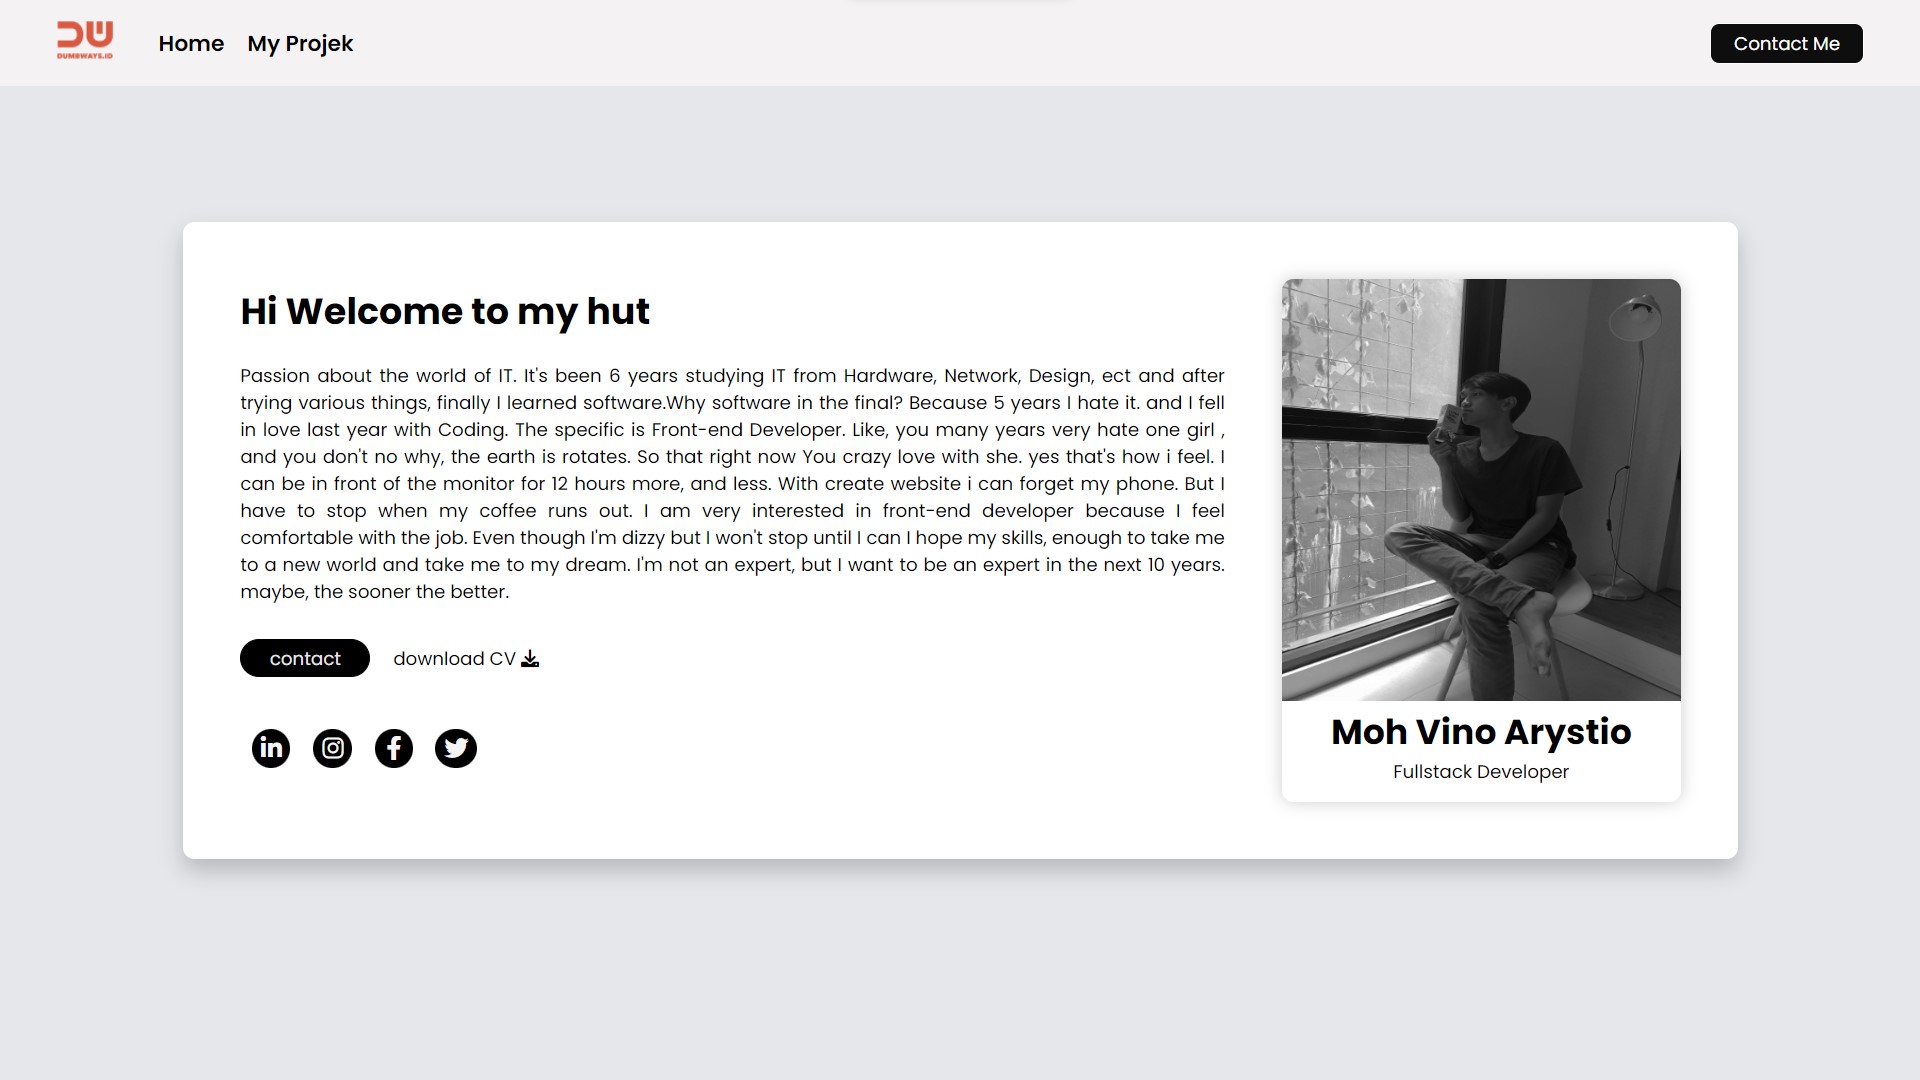 DW
DUMBWAYS.ID
Home My Projek
Contact Me
Hi Welcome to my hut
Passion about the world of IT. It's been 6 years studying IT from Hardware, Network, Design, ect and after
trying various things, finally I learned software.Why software in the final? Because 5 years I hate it. and I fell
in love last year with Coding. The specific is Front-end Developer. Like, you many years very hate one girl ,
and you don't no why, the earth is rotates. So that right now You crazy love with she. yes that's how i feel. I
can be in front of the monitor for 12 hours more, and less. With create website i can forget my phone. But I
have to stop when my coffee runs out. I am very interested in front-end developer because I feel
comfortable with the job. Even though I'm dizzy but I won't stop until I can I hope my skills, enough to take me
to a new world and take me to my dream. I'm not an expert, but I want to be an expert in the next 10 years.
maybe, the sooner the better.
contact
download CV
in
f
Moh Vino Arystio
Fullstack Developer